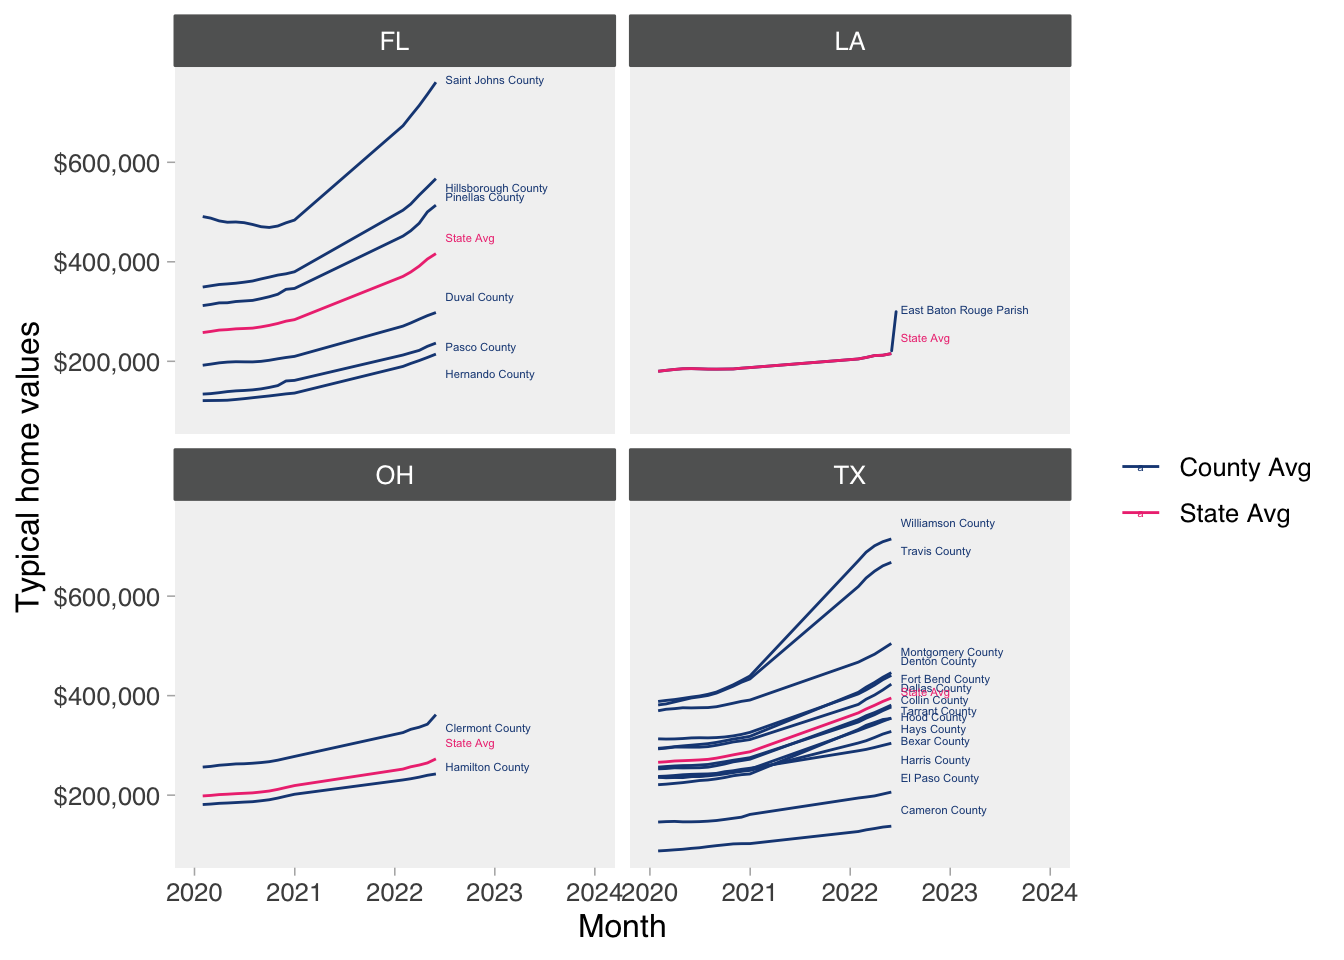 FL
LA
Saint Johns County
$600,000
Hillsborough County
Pinellas County
State Avg
$400,000
Duval County
East Baton Rouge Parish
State Avg
Pasco County
$200,000
Hernando County
Typical home values
OH
TX
County Avg
State Avg
Williamson County
Travis County
$600,000
Montgomery County
Denton County
Fort Bend County
Dallas County
State Avg
$400,000
Collin County
Tarrant County
Hood County
Clermont County
Hays County
State Avg
Bexar County
Harris County
Hamilton County
El Paso County
$200,000
Cameron County
2020 2021 2022 2023 2024
2020 2021 2022 2023 2024
Month